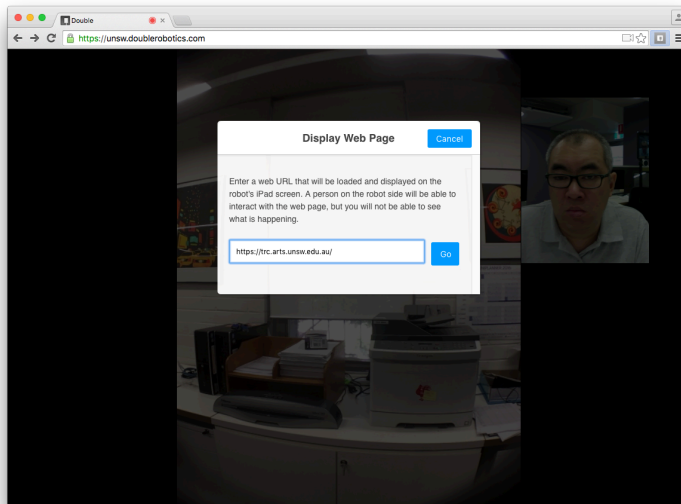 Double
https://unsw.doublerobotics.com
Display Web Page
Cancel
Enter a web URL that will be loaded and displayed on the
robot's iPad screen. A person on the robot side will be able to
interact with the web page, but you will not be able to see
what is happening.
https://trc.arts.unsw.edu.au/
Go